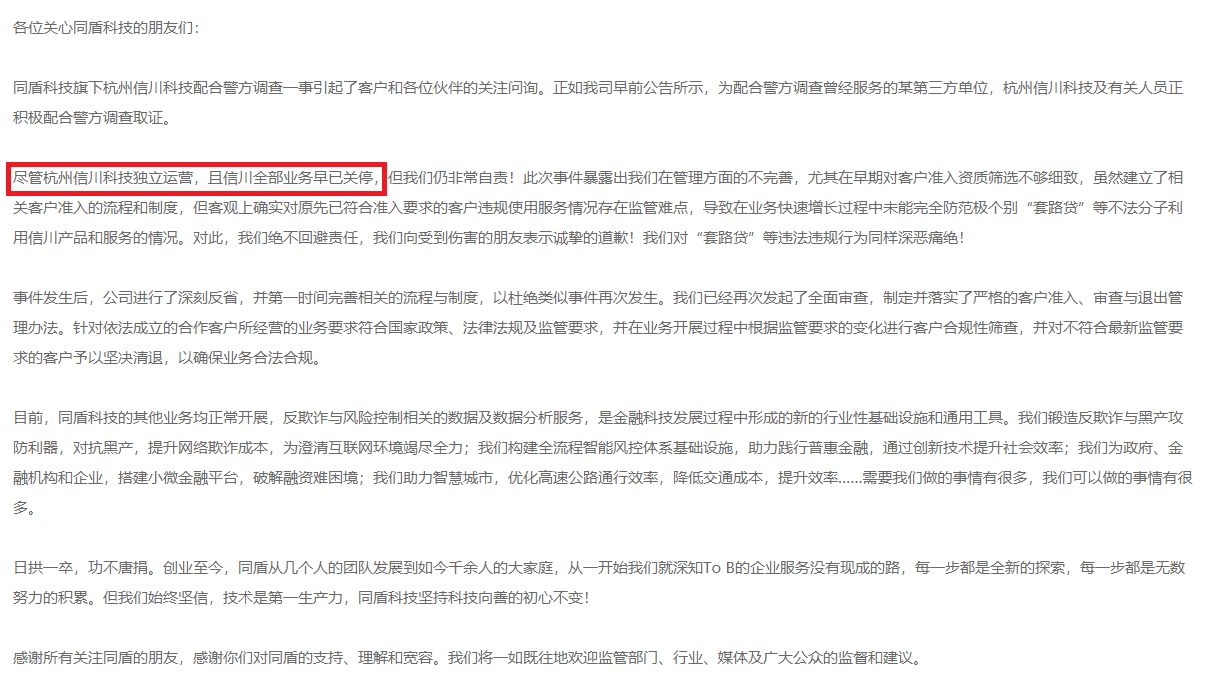 各位关心同盾科技的朋友们：
同盾科技旗下杭州信川科技配合警方调查一事引起了客户和各位伙伴的关注问询。正如我司早前公告所示，为配合警方调查曾经服务的某第三方单位，杭州信川科技及有关人员正
积极配合警方调查取证。
尽管杭州信川科技独立运营，且信川全部业务早已关停，但我们仍非常自责！此次事件暴露出我们在管理方面的不完善，尤其在早期对客户准入资质筛选不够细致，虽然建立了相
关客户准入的流程和制度，但客观上确实对原先已符合准入要求的客户违规使用服务情况存在监管难点，导致在业务快速增长过程中未能完全防范极个别“套路贷”等不法分子利
用信川产品和服务的情况。对此，我们绝不回避责任，我们向受到伤害的朋友表示诚挚的道歉！我们对“套路贷”等违法违规行为同样深恶痛绝！
事件发生后，公司进行了深刻反省，并第一时间完善相关的流程与制度，以杜绝类似事件再次发生。我们已经再次发起了全面审查，制定并落实了严格的客户准入、审查与退出管
理办法。针对依法成立的合作客户所经营的业务要求符合国家政策、法律法规及监管要求，并在业务开展过程中根据监管要求的变化进行客户合规性筛查，并对不符合最新监管要
求的客户予以坚决清退，以确保业务合法合规。
目前，同盾科技的其他业务均正常开展，反欺诈与风险控制相关的数据及数据分析服务，是金融科技发展过程中形成的新的行业性基础设施和通用工具。我们锻造反欺诈与黑产攻
防利器，对抗黑产，提升网络欺诈成本，为澄清互联网环境竭尽全力；我们构建全流程智能风控体系基础设施，助力践行普惠金融，通过创新技术提升社会效率；我们为政府、金
融机构和企业，搭建小微金融平台，破解融资难困境；我们助力智慧城市，优化高速公路通行效率，降低交通成本，提升效率......需要我们做的事情有很多，我们可以做的事情有很
多。
日拱一卒，功不唐捐。创业至今，同盾从几个人的团队发展到如今千余人的大家庭，从一开始我们就深知To B的企业服务没有现成的路，每一步都是全新的探索，每一步都是无数
努力的积累。但我们始终坚信，技术是第一生产力，同盾科技坚持科技向善的初心不变！
感谢所有关注同盾的朋友，感谢你们对同盾的支持、理解和宽容。我们将一如既往地欢迎监管部门、行业、媒体及广大公众的监督和建议。